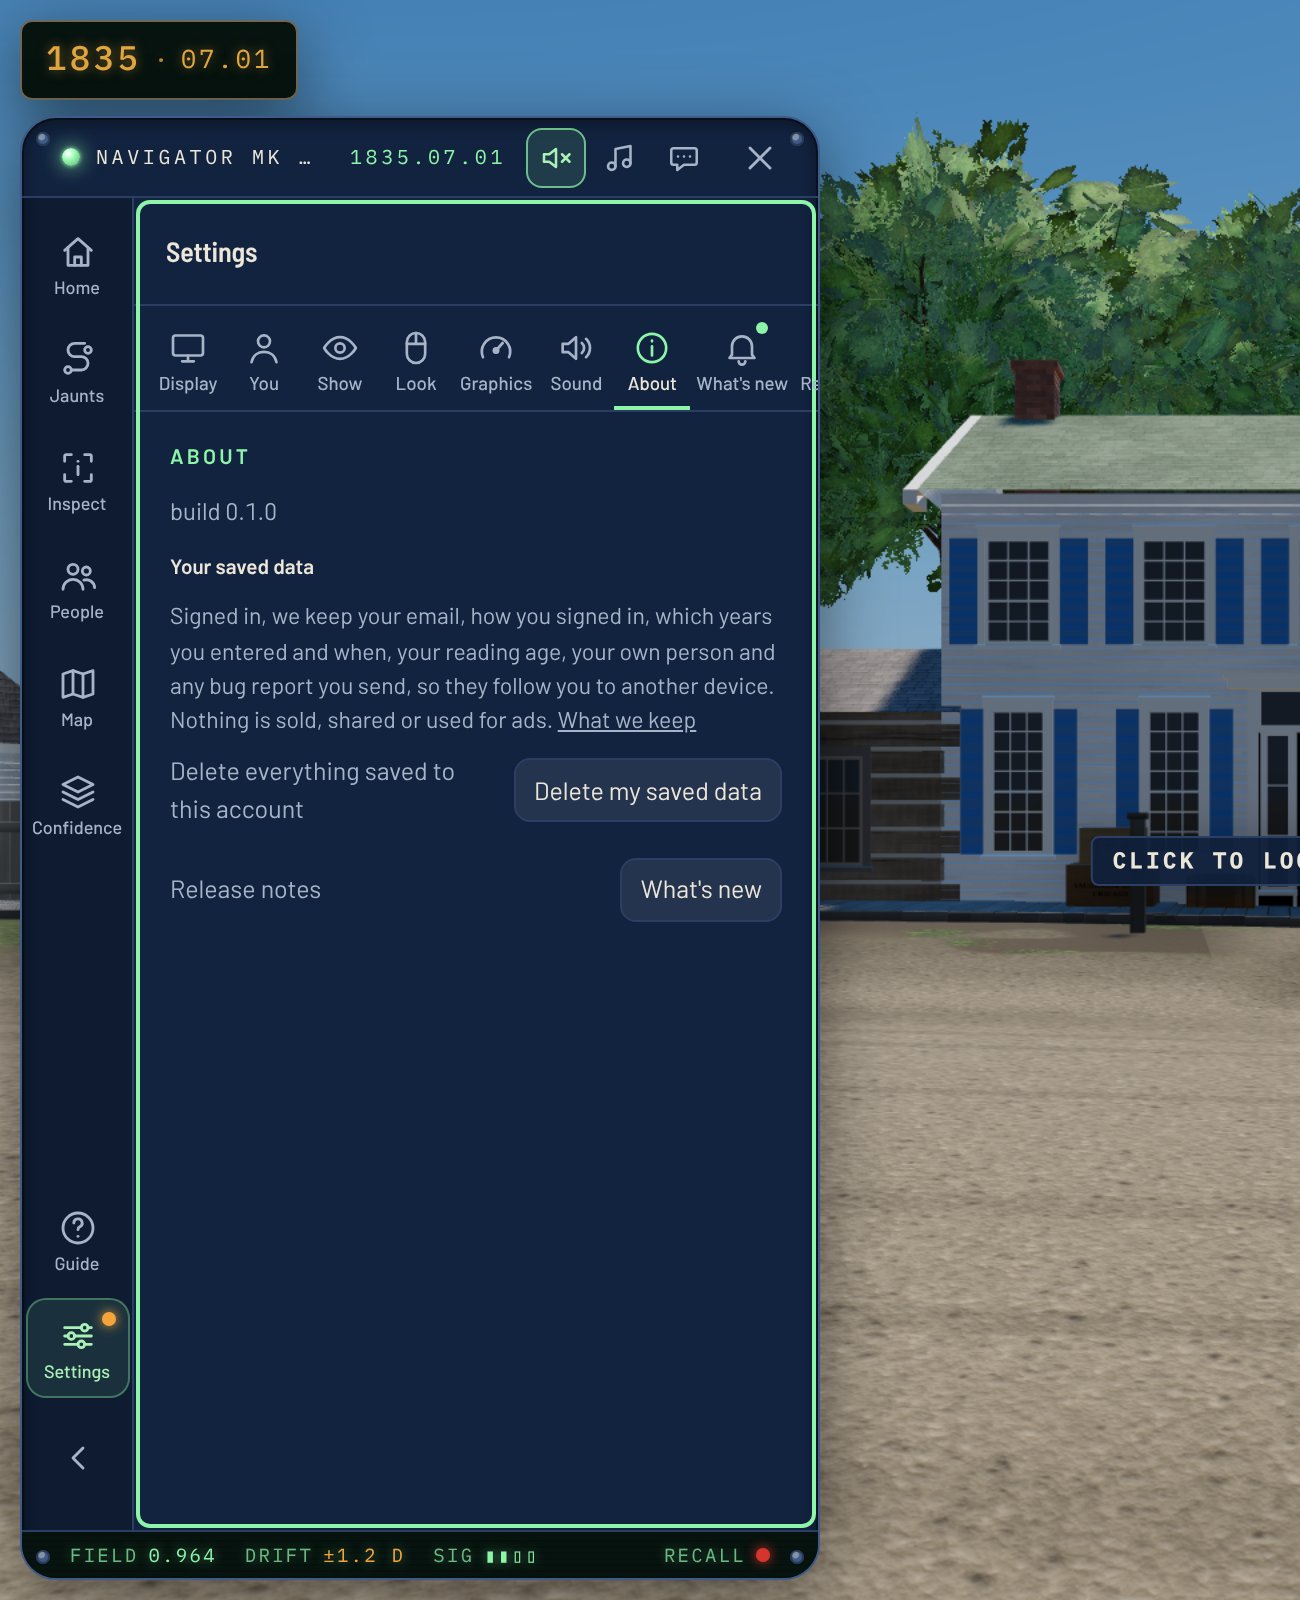 1835 · 07.01
NAVIGATOR MK … 1835.07.01
Settings
Home
Jaunts
Inspect
People
Map
Confidence
Guide
Settings
Display You Show Look Graphics Sound About What's new
ABOUT
build 0.1.0
Your saved data
Signed in, we keep your email, how you signed in, which years
you entered and when, your reading age, your own person and
any bug report you send, so they follow you to another device.
Nothing is sold, shared or used for ads. What we keep
Delete everything saved to
this account
Delete my saved data
Release notes
What's new
CLICK TO
FIELD 0.964 DRIFT ±1.2 D SIG RECALL